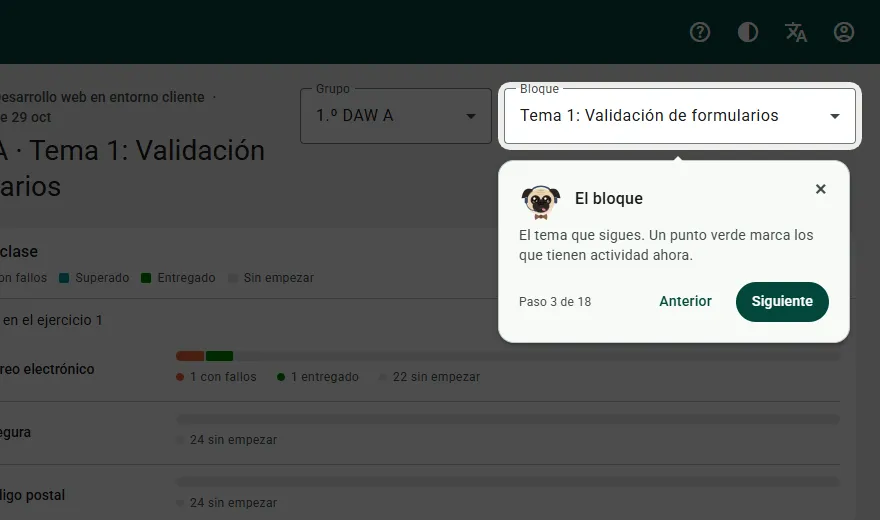 esarrollo web en entorno cliente ·
e 29 oct
A · Tema 1: Validación
arios
Grupo
1.º DAW A
Bloque
Tema 1: Validación de formularios
El bloque
El tema que sigues. Un punto verde marca los
que tienen actividad ahora.
Paso 3 de 18
Anterior
Siguiente
clase
on fallos
Superado
Entregado
Sin empezar
en el ejercicio 1
reo electrónico
1 con fallos
1 entregado
22 sin empezar
egura
24 sin empezar
digo postal
24 sin empezar